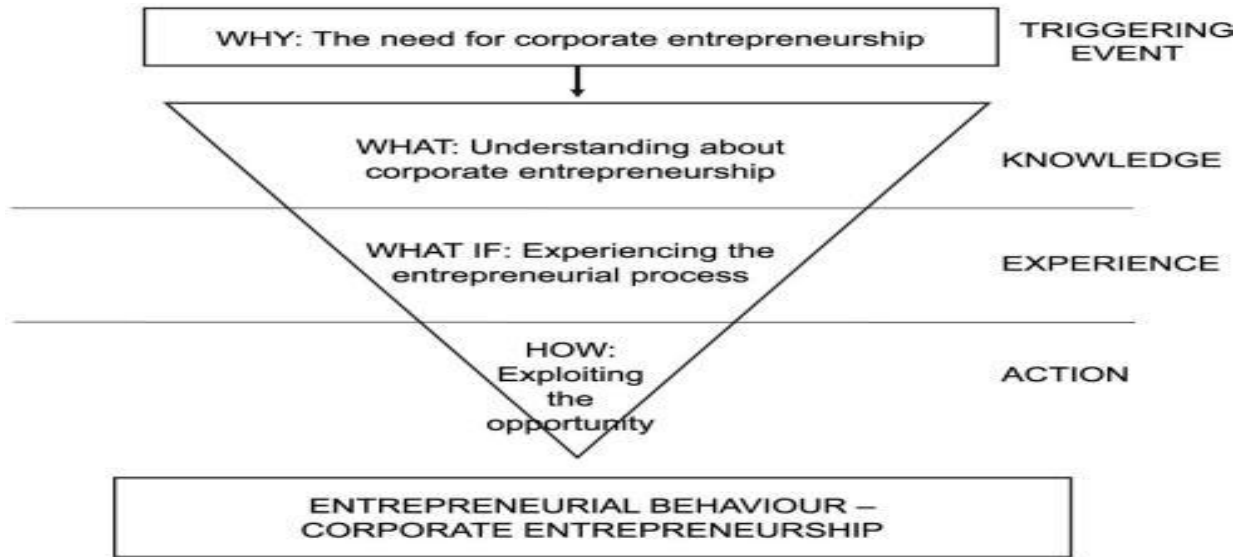 WHY: The need for corporate entrepreneurship
TRIGGERING
EVENT
WHAT: Understanding about
corporate entrepreneurship
KNOWLEDGE
WHAT IF: Experiencing the
entrepreneurial process
EXPERIENCE
HOW:
Exploiting
the
opportunity
ACTION
ENTREPRENEURIAL BEHAVIOUR –
CORPORATE ENTREPRENEURSHIP